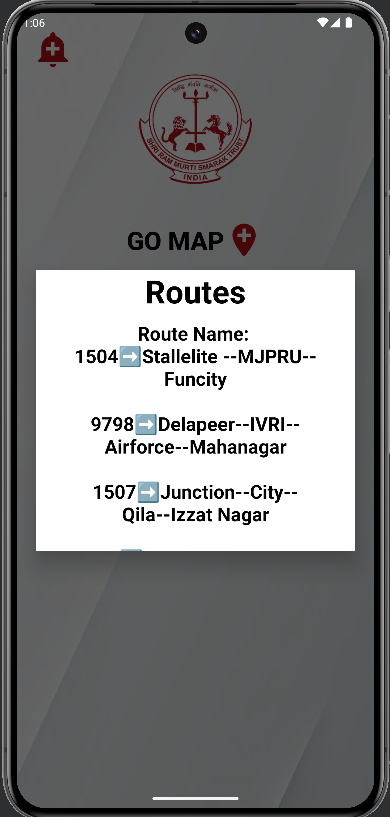 1:06
SHRI RAM MURTI SMARAK TRUST
INDIA
GO MAP
Routes
Route Name:
1504➡️Stallelite --MJPRU--
Funcity
9798➡️Delapeer--IVRI--
Airforce--Mahanagar
1507➡️Junction--City--
Qila--Izzat Nagar